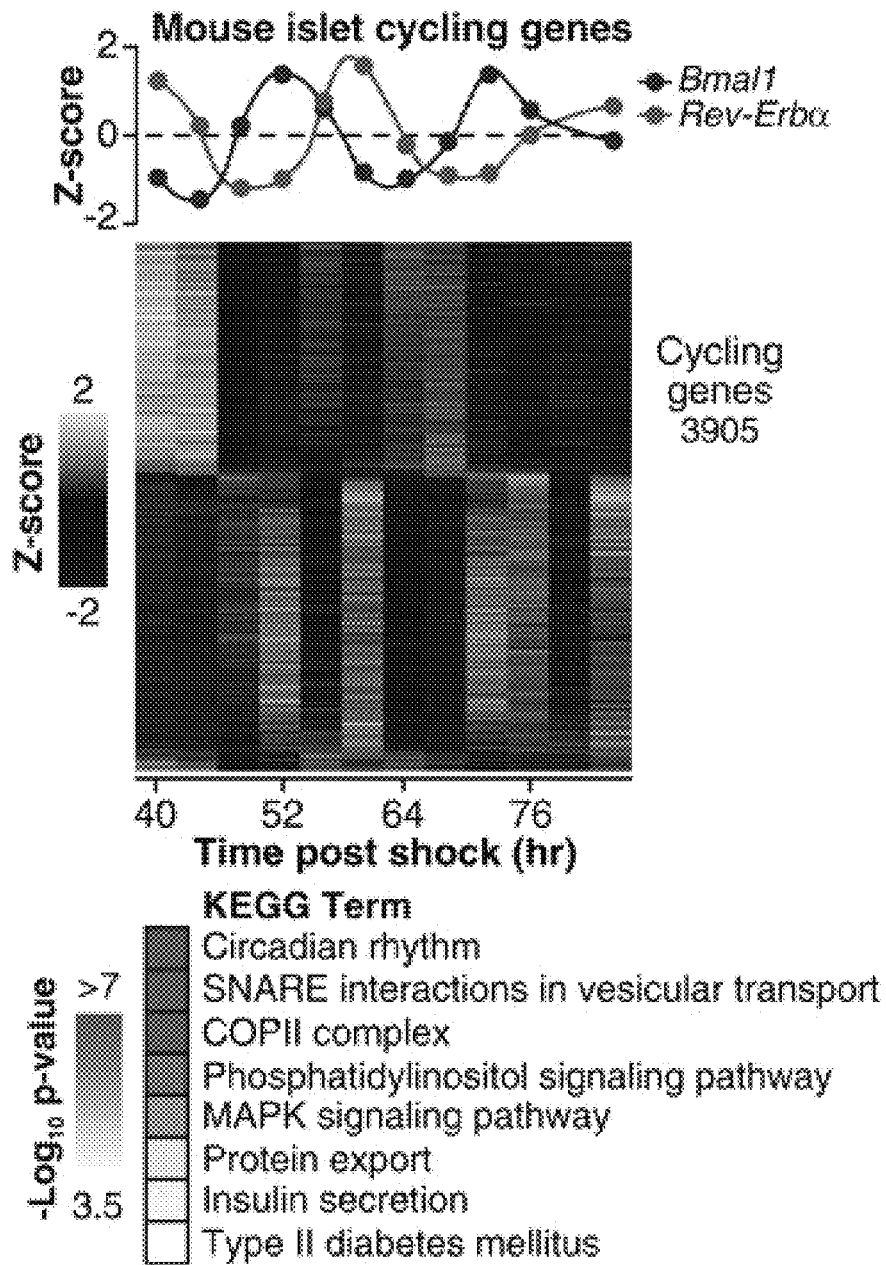 Mouse islet cycling genes
2
0
-2
Z-score
Bmal1
Rev-Erbα
Cycling
genes
3905
2
Z-score
-2
40 52 64 76
Time post shock (hr)
KEGG Term
Circadian rhythm
SNARE interactions in vesicular transport
COPII complex
Phosphatidylinositol signaling pathway
MAPK signaling pathway
Protein export
Insulin secretion
Type II diabetes mellitus
>7
-Log₁₀ p-value
3.5